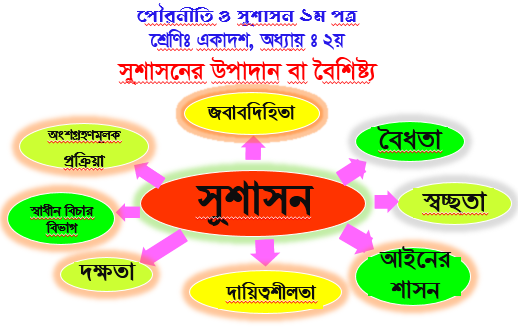 পৌরনীতি ও সুশাসন ১ম পত্র
শ্রেণিঃ একাদশ, অধ্যায় ঃ ২য়
সুশাসনের উপাদান বা বৈশিষ্ট্য
জবাবদিহিতা
অংশগ্রহণমূলক
প্রক্রিয়া
বৈধতা
সুশাসন
স্বচ্ছতা
স্বাধীন বিচার
বিভাগ
দক্ষতা
দায়িত্বশীলতা
আইনের
শাসন